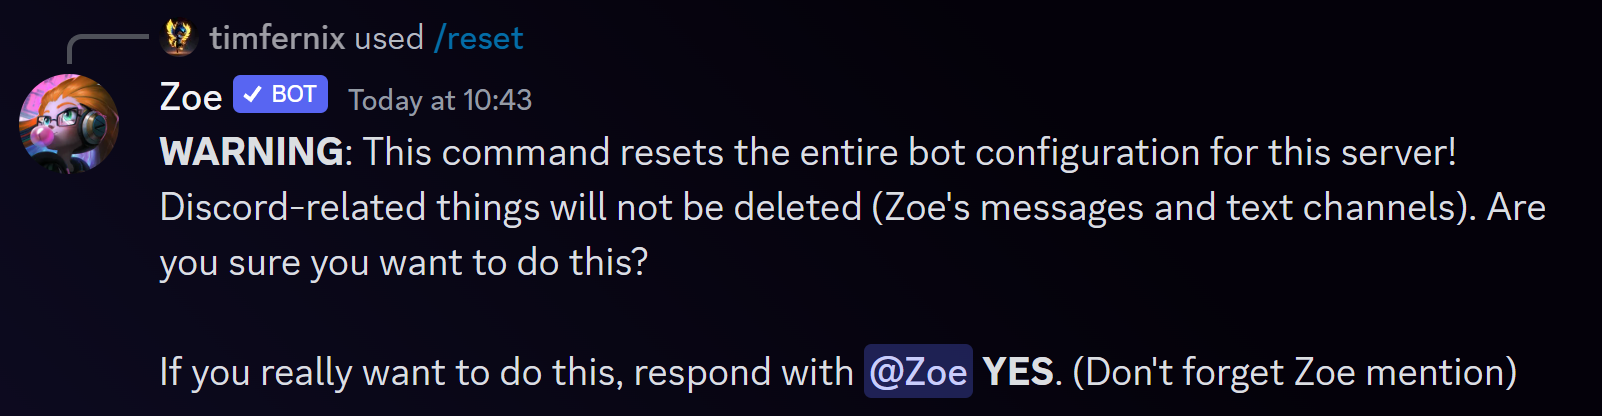 timfernix used /reset
Zoe ✓ BOT Today at 10:43
WARNING: This command resets the entire bot configuration for this server!
Discord-related things will not be deleted (Zoe's messages and text channels). Are
you sure you want to do this?
If you really want to do this, respond with @Zoe YES. (Don't forget Zoe mention)